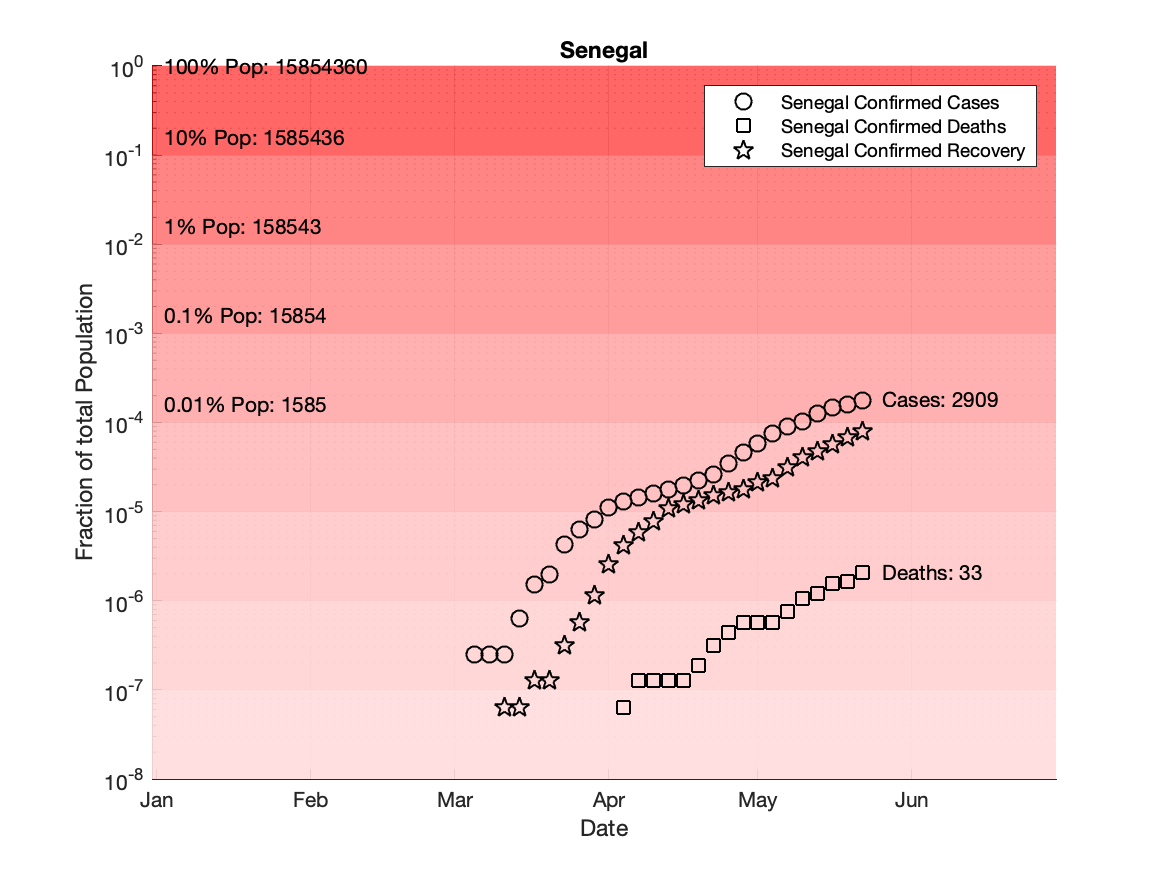 Senegal
10^0
100% Pop: 15854360
Senegal Confirmed Cases
Senegal Confirmed Deaths
Senegal Confirmed Recovery
10% Pop: 1585436
10^-1
1% Pop: 158543
10^-2
0.1% Pop: 15854
10^-3
0.01% Pop: 1585
Cases: 2909
10^-4
10^-5
Deaths: 33
10^-6
10^-7
10^-8
Fraction of total Population
Jan Feb Mar Apr May Jun
Date